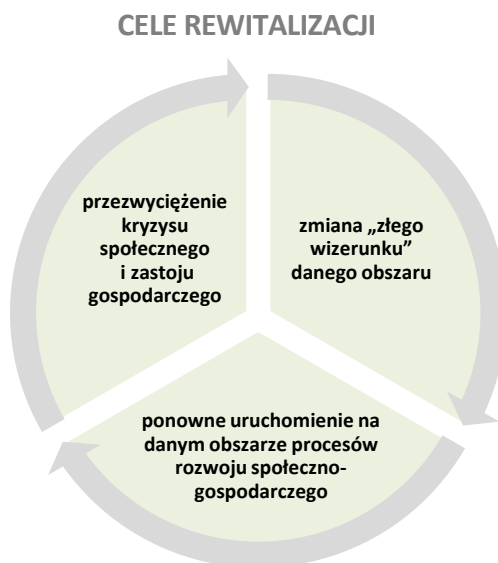 CELE REWITALIZACJI
przezwyciężenie
kryzysu
społecznego
i zastoju
gospodarczego
zmiana „złego
wizerunku”
danego obszaru
ponowne uruchomienie na
danym obszarze procesów
rozwoju społeczno-
gospodarczego